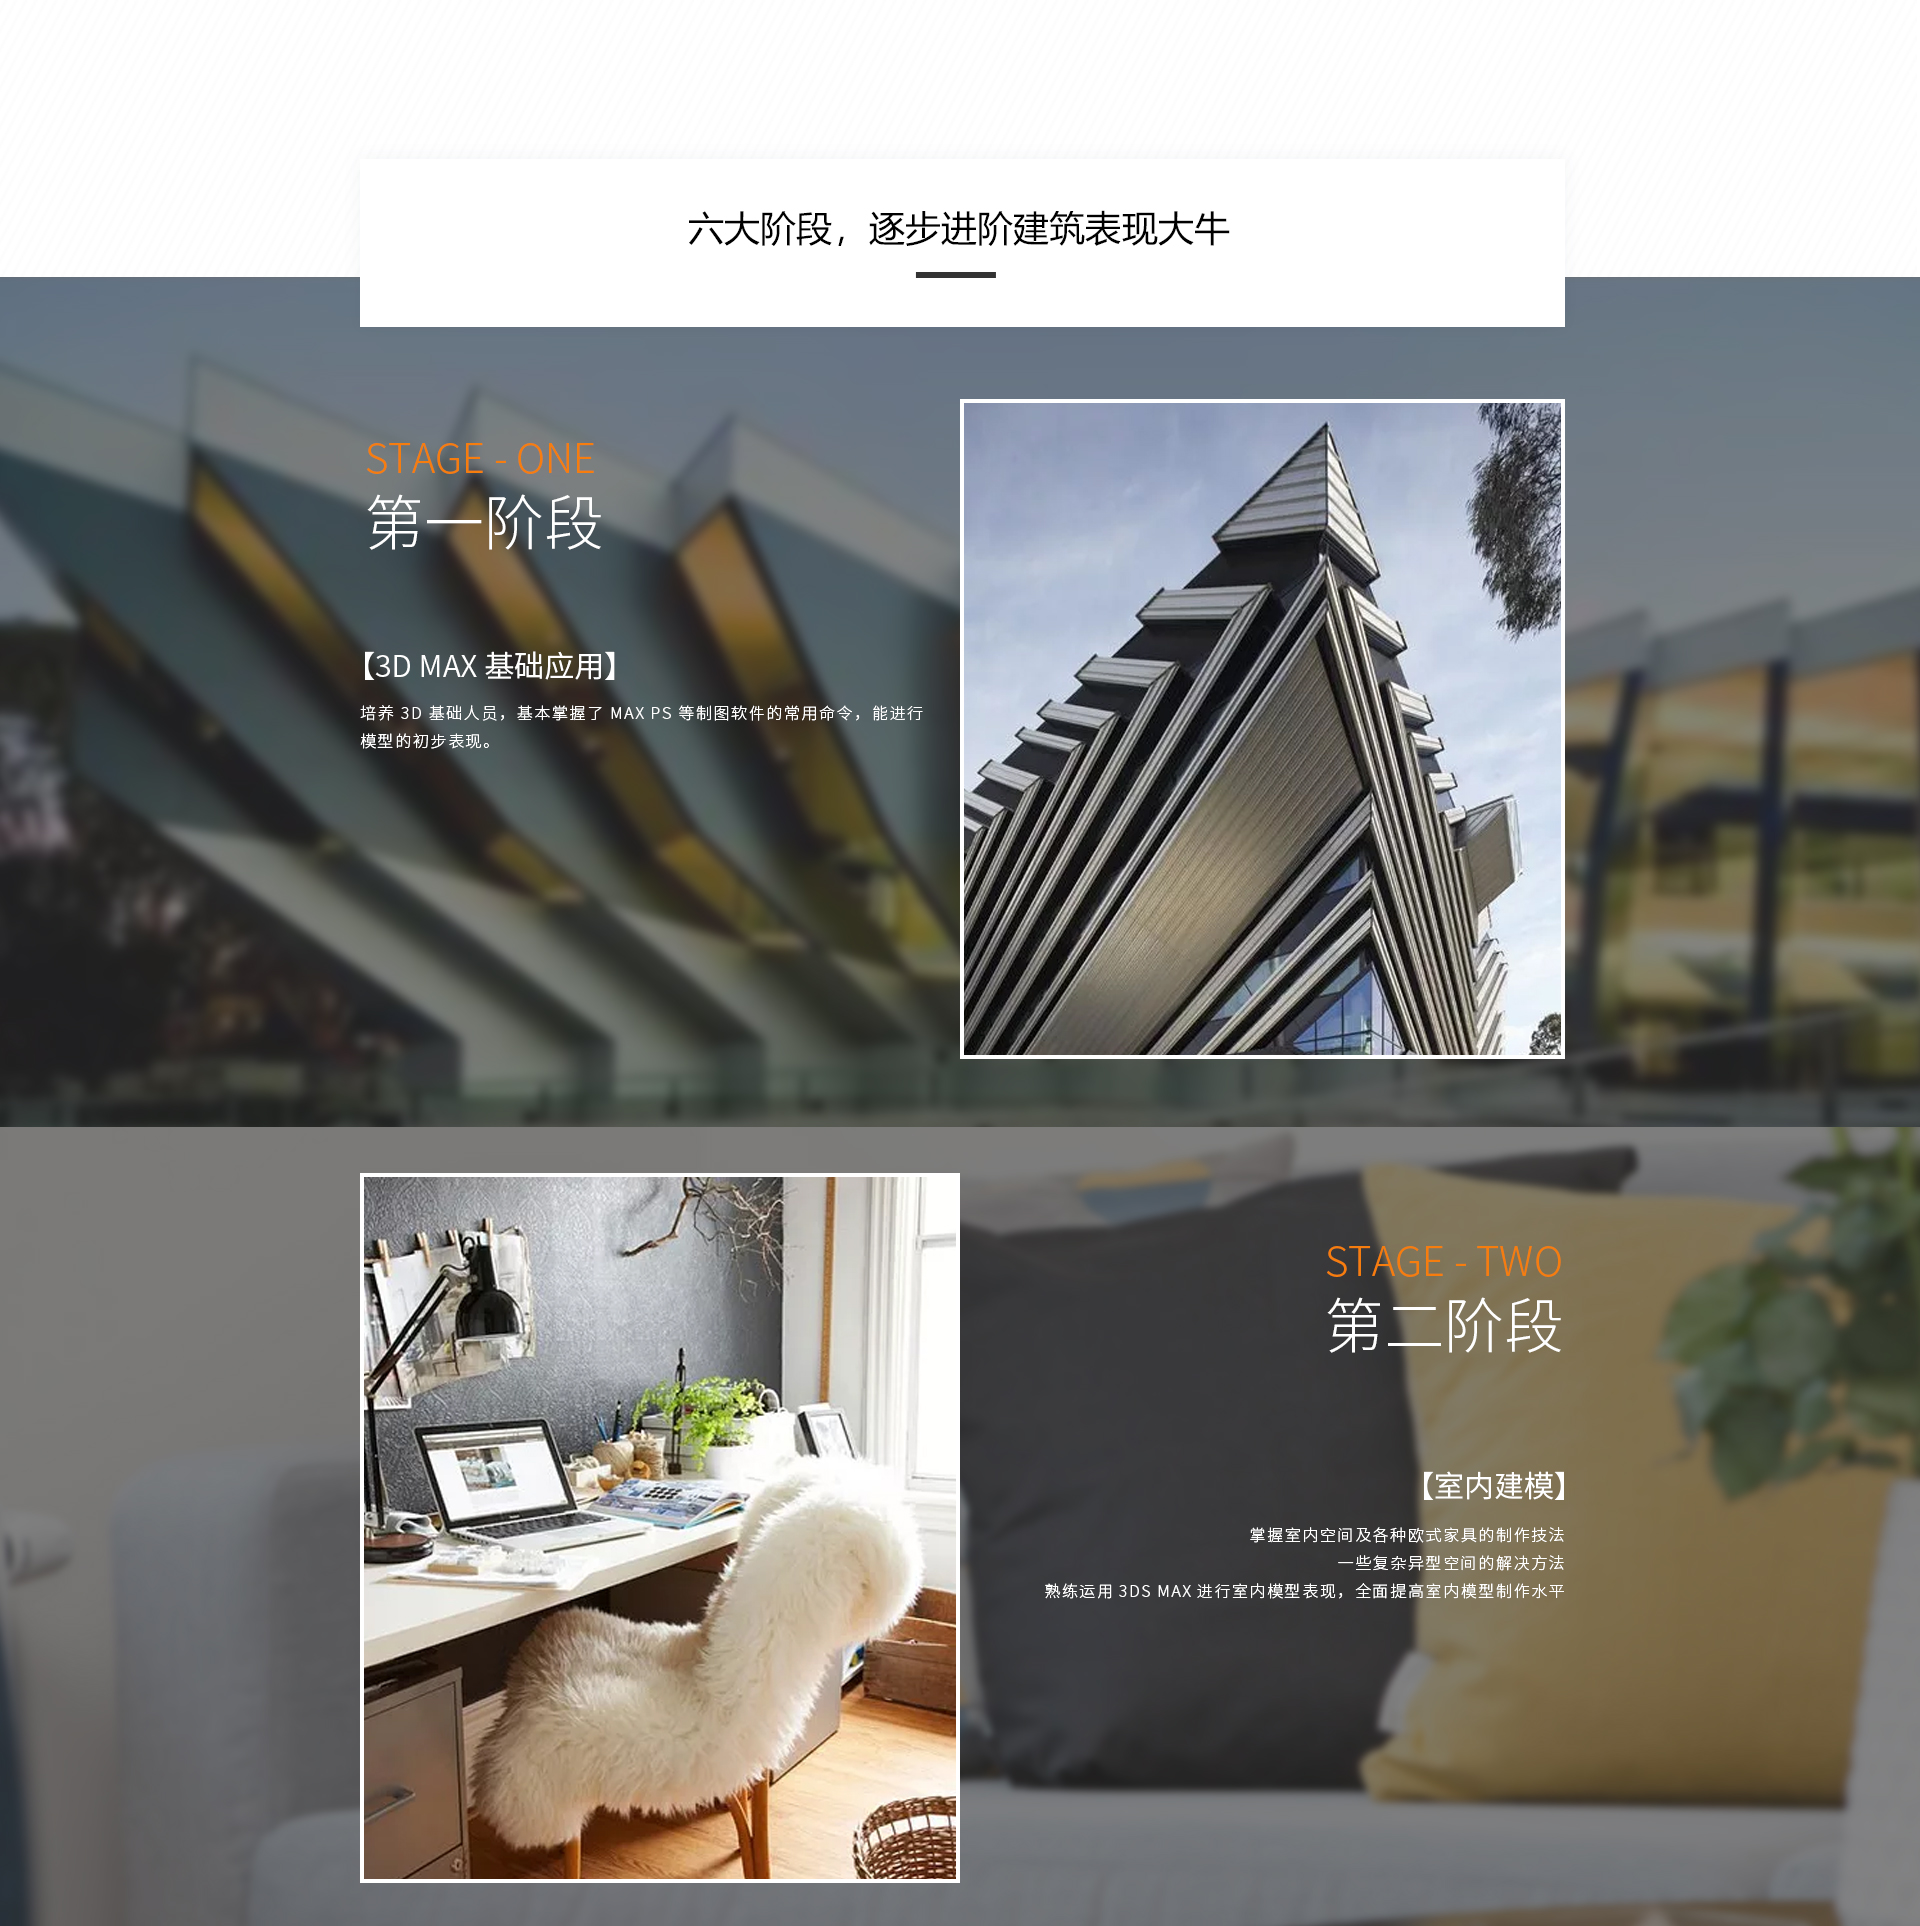 六大阶段，逐步进阶建筑表现大牛
STAGE - ONE
第一阶段
【3D MAX 基础应用】
培养 3D 基础人员，基本掌握了 MAX PS 等制图软件的常用命令，能进行
模型的初步表现。
STAGE - TWO
第二阶段
【室内建模】
掌握室内空间及各种欧式家具的制作技法
一些复杂异型空间的解决方法
熟练运用 3DS MAX 进行室内模型表现，全面提高室内模型制作水平